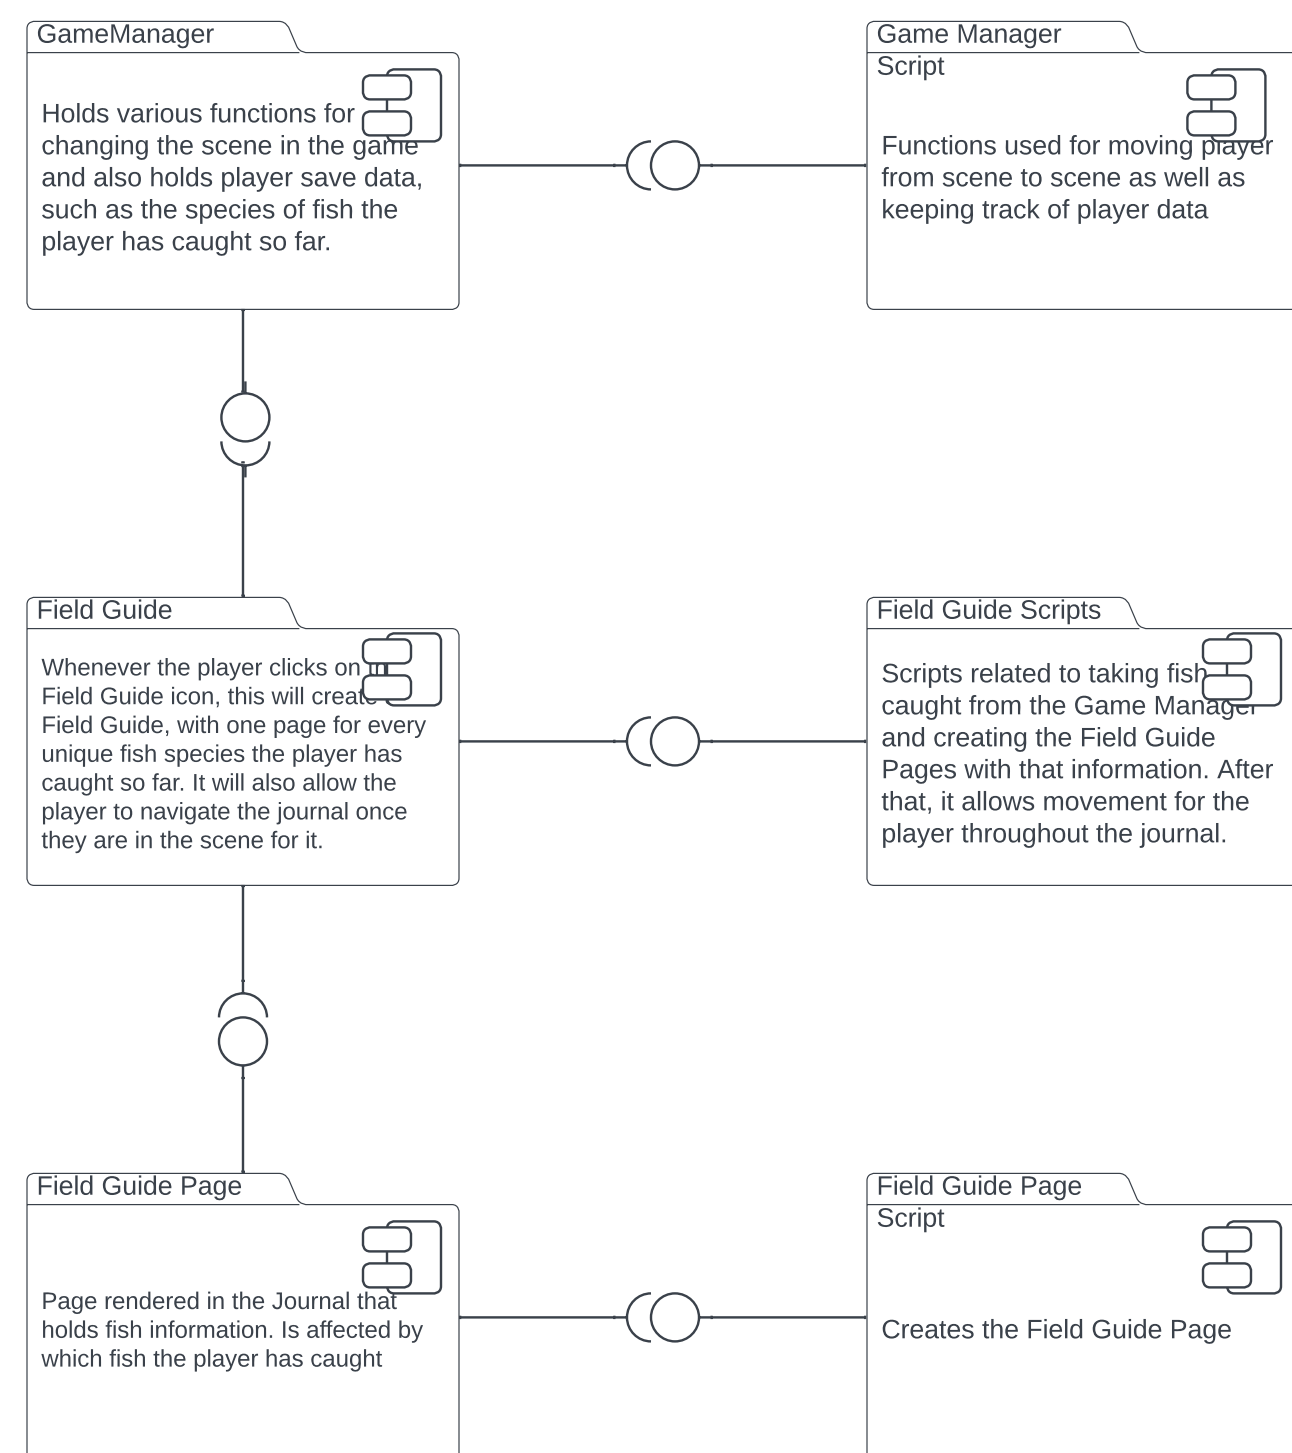 GameManager
Holds various functions for
changing the scene in the game
and also holds player save data,
such as the species of fish the
player has caught so far.
Game Manager
Script
Functions used for moving player
from scene to scene as well as
keeping track of player data
Field Guide
Whenever the player clicks on
Field Guide icon, this will create
Field Guide, with one page for every
unique fish species the player has
caught so far. It will also allow the
player to navigate the journal once
they are in the scene for it.
Field Guide Scripts
Scripts related to taking fish
caught from the Game Manager
and creating the Field Guide
Pages with that information. After
that, it allows movement for the
player throughout the journal.
Field Guide Page
Page rendered in the Journal that
holds fish information. Is affected by
which fish the player has caught
Field Guide Page
Script
Creates the Field Guide Page